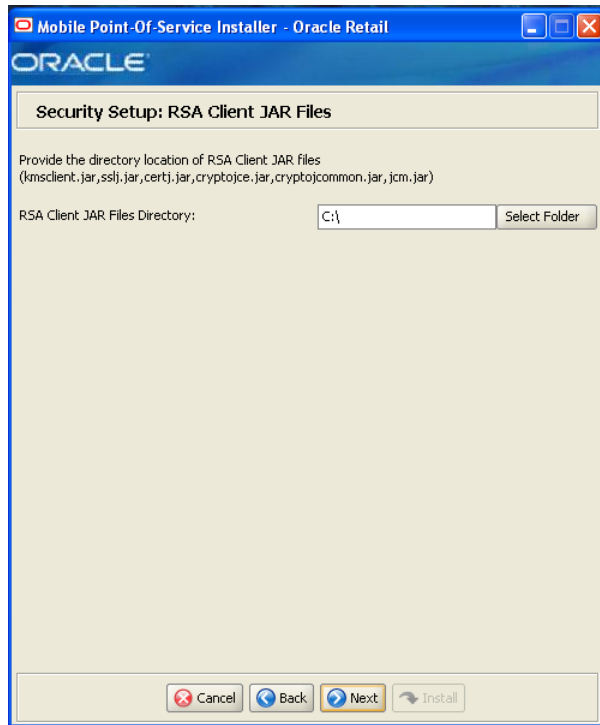 Mobile Point-Of-Service Installer - Oracle Retail
ORACLE
Security Setup: RSA Client JAR Files
Provide the directory location of RSA Client JAR files
(kmsclient.jar,sslj.jar,certj.jar,cryptojce.jar,cryptojcommon.jar,jcm.jar)
RSA Client JAR Files Directory: C:\ Select Folder
Cancel Back Next Install